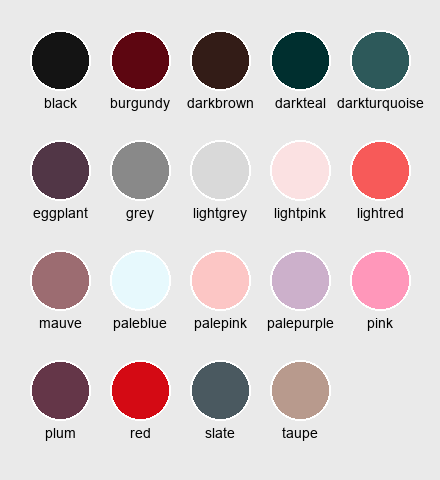 black burgundy darkbrown darkteal darkturquoise
eggplant grey lightgrey lightpink lightred
mauve paleblue palepink palepurple pink
plum red slate taupe